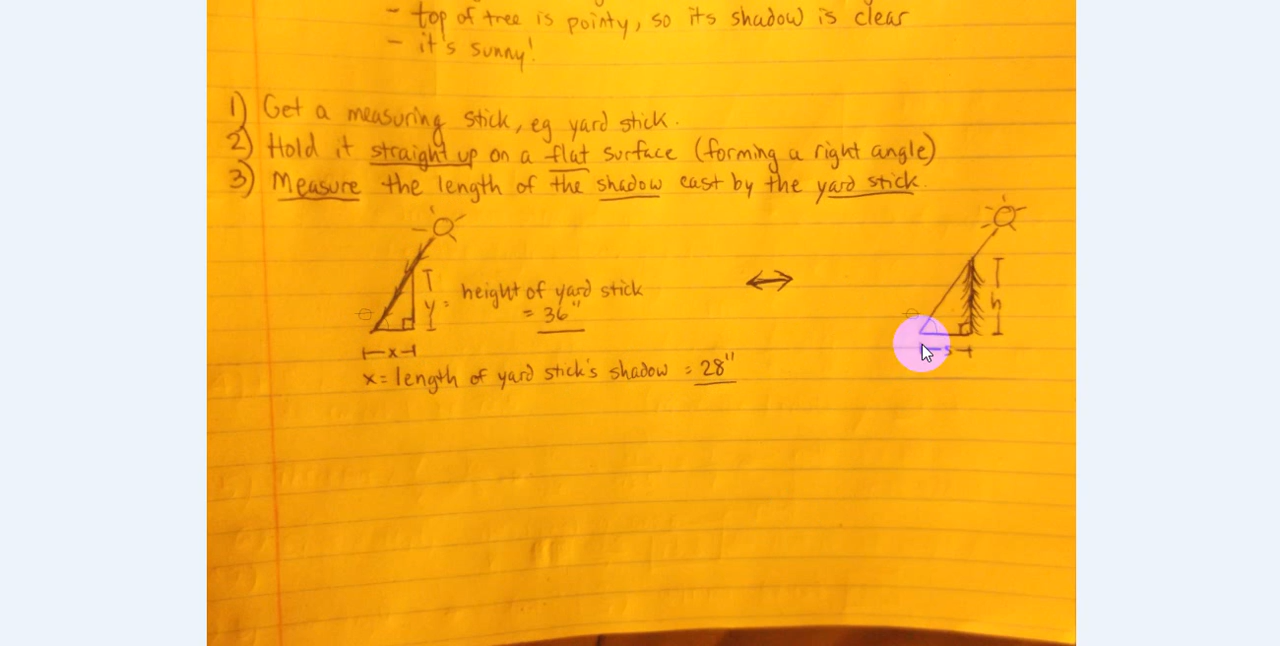 - top of tree is pointy, so its shadow is clear
- it's sunny!
1) Get a measuring stick, eg yard stick.
2) Hold it straight up on a flat surface (forming a right angle)
3) Measure the length of the shadow cast by the yard stick.
θ y = height of yard stick
= 36"
⟷
θ h
x
s
x = length of yard stick's shadow = 28"